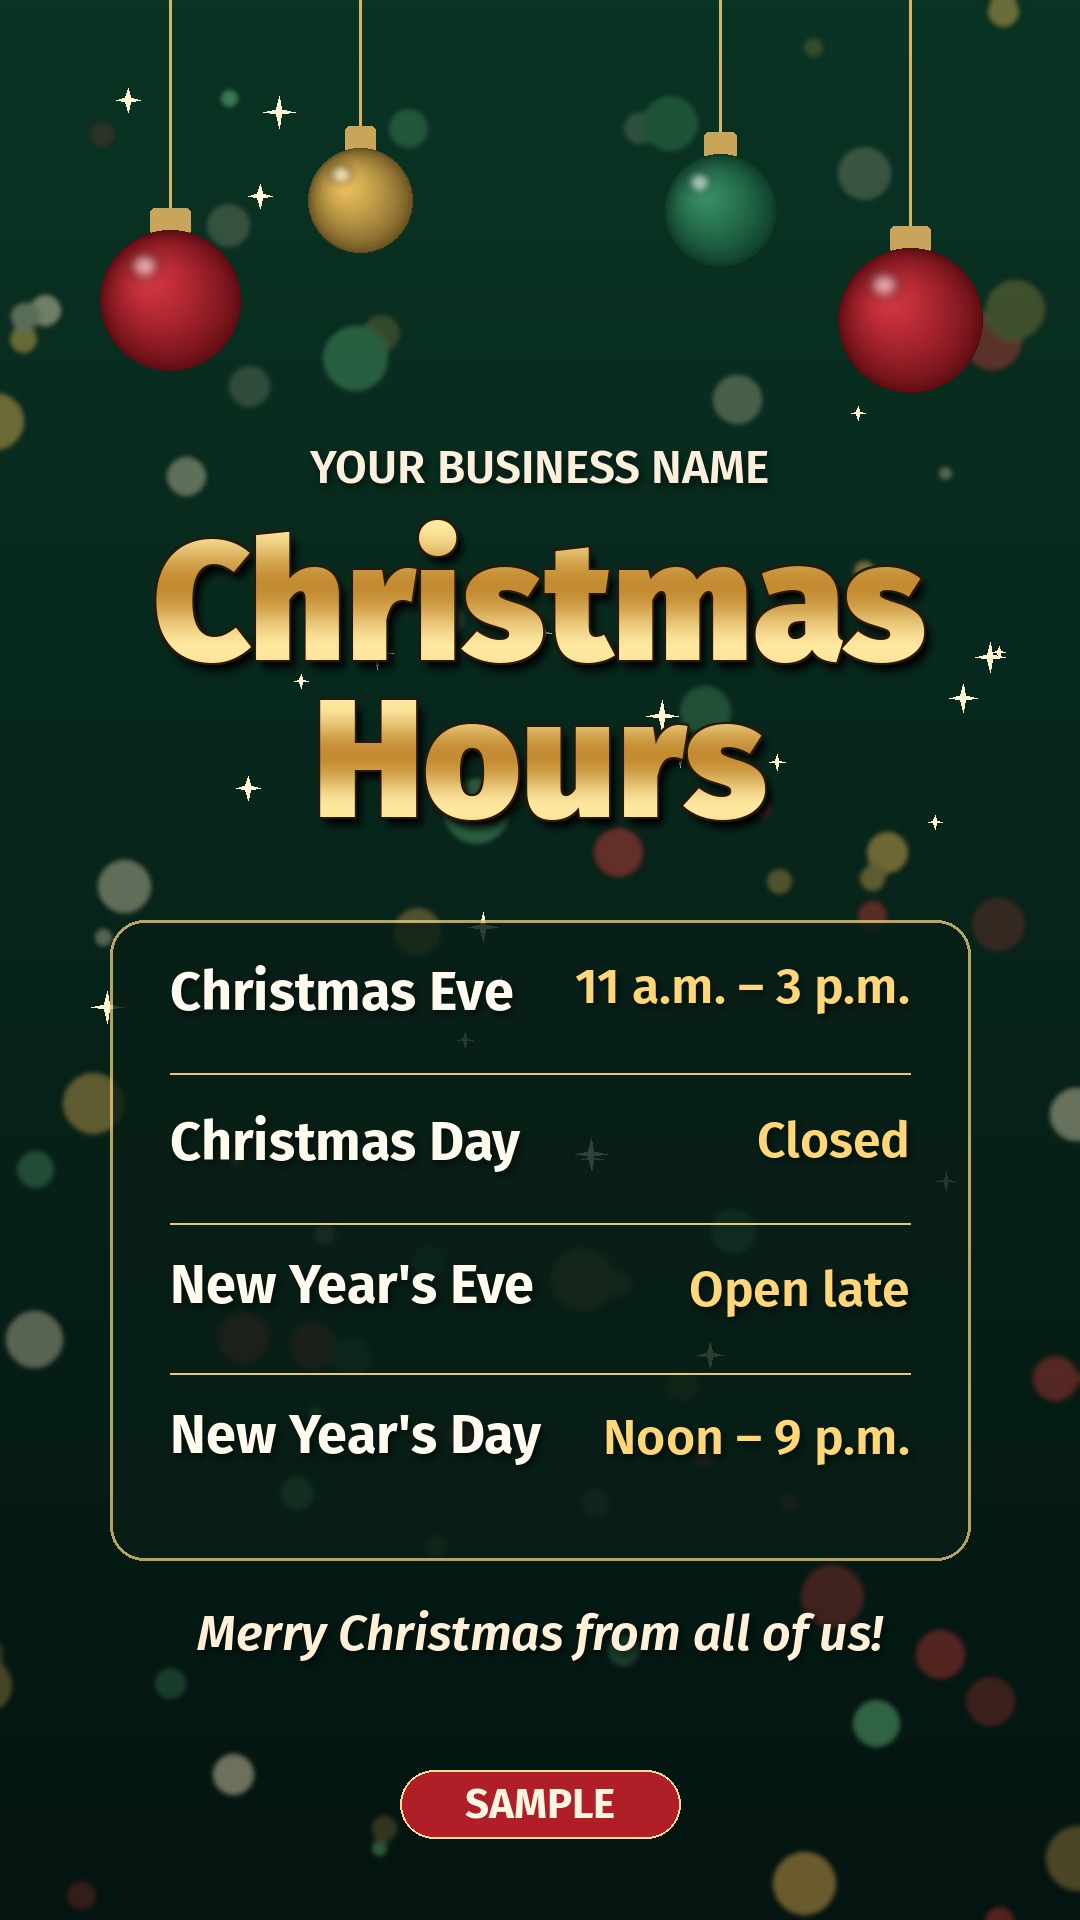 YOUR BUSINESS NAME
Christmas
Hours
Christmas Eve 11 a.m. – 3 p.m.
Christmas Day Closed
New Year's Eve Open late
New Year's Day Noon – 9 p.m.
Merry Christmas from all of us!
SAMPLE